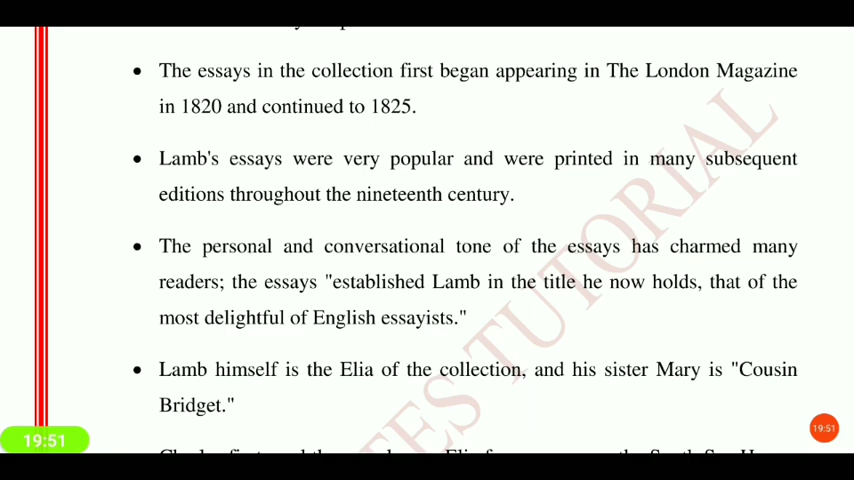 • The essays in the collection first began appearing in The London Magazine
in 1820 and continued to 1825.
• Lamb's essays were very popular and were printed in many subsequent
editions throughout the nineteenth century.
• The personal and conversational tone of the essays has charmed many
readers; the essays "established Lamb in the title he now holds, that of the
most delightful of English essayists."
• Lamb himself is the Elia of the collection, and his sister Mary is "Cousin
Bridget."
19:51
19:51
TES TUTORIAL